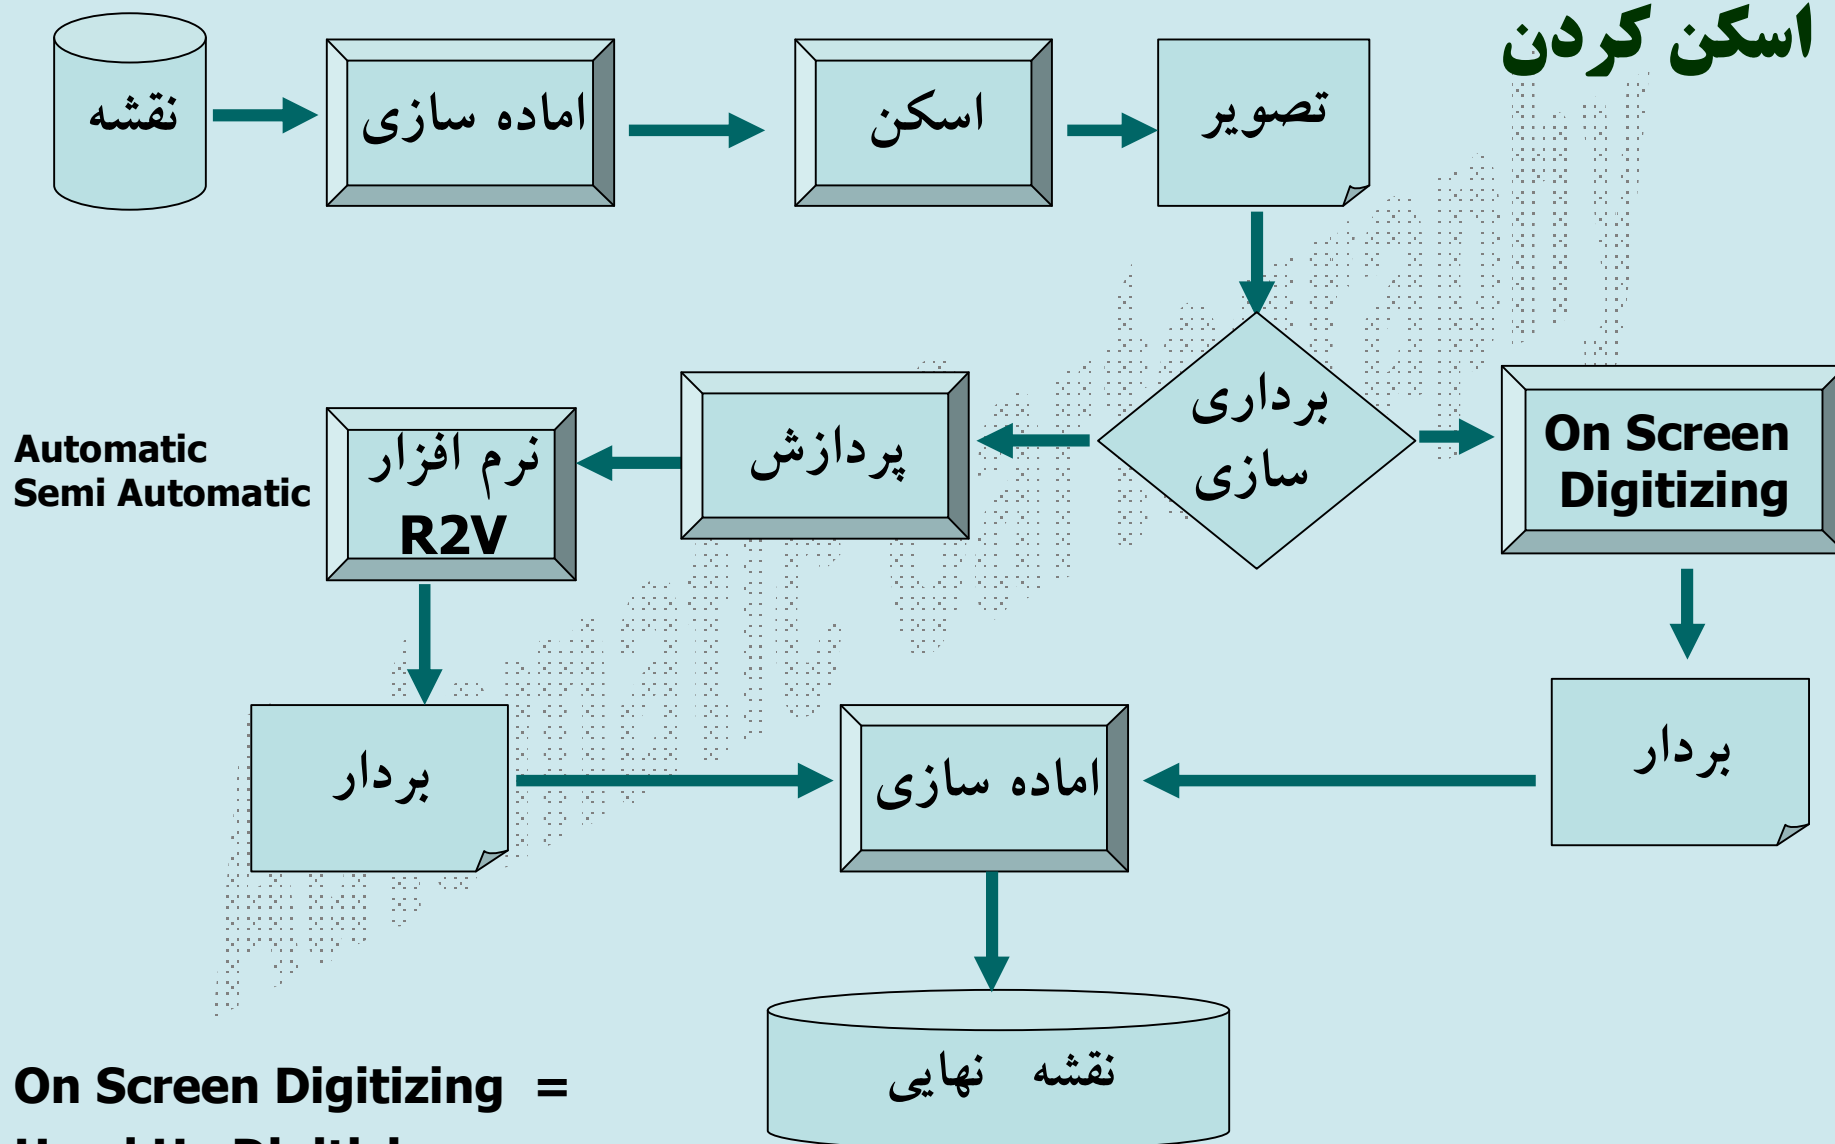 اسکن کردن
نقشه
اماده سازی
اسکن
تصویر
برداری
سازی
On Screen
Digitizing
پردازش
نرم افزار
R2V
Automatic
Semi Automatic
بردار
اماده سازی
بردار
نقشه نهایی
On Screen Digitizing =